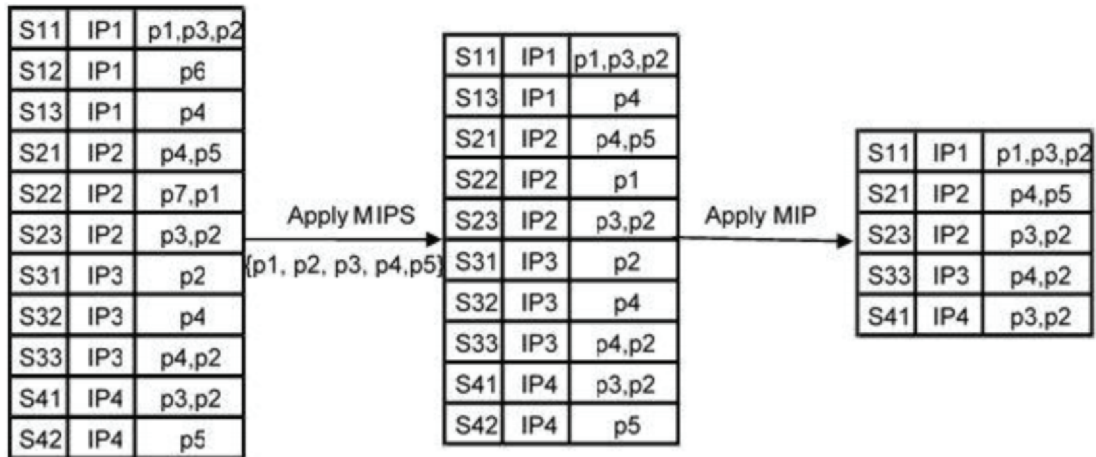 S11 IP1 p1,p3,p2
S12 IP1 p6
S13 IP1 p4
S21 IP2 p4,p5
S22 IP2 p7,p1
S23 IP2 p3,p2
S31 IP3 p2
S32 IP3 p4
S33 IP3 p4,p2
S41 IP4 p3,p2
S42 IP4 p5
Apply MIPS
{p1, p2, p3, p4,p5}
S11 IP1 p1,p3,p2
S13 IP1 p4
S21 IP2 p4,p5
S22 IP2 p1
S23 IP2 p3,p2
S31 IP3 p2
S32 IP3 p4
S33 IP3 p4,p2
S41 IP4 p3,p2
S42 IP4 p5
Apply MIP
S11 IP1 p1,p3,p2
S21 IP2 p4,p5
S23 IP2 p3,p2
S33 IP3 p4,p2
S41 IP4 p3,p2